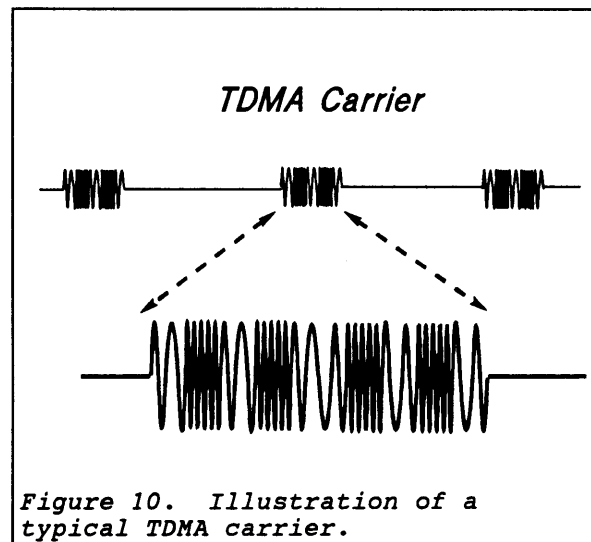 TDMA Carrier
Figure 10. Illustration of a
typical TDMA carrier.